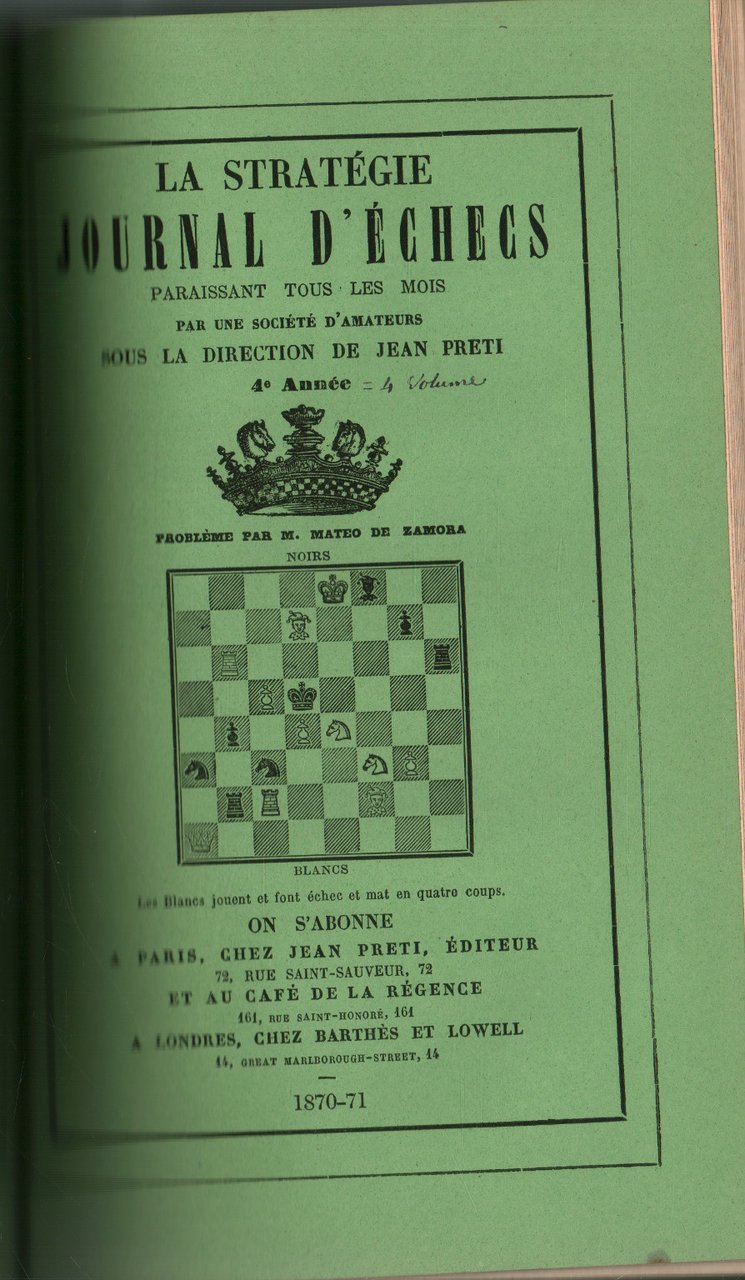 LA STRATÉGIE
JOURNAL D'ÉCHECS
PARAISSANT TOUS LES MOIS
PAR UNE SOCIÉTÉ D'AMATEURS
SOUS LA DIRECTION DE JEAN PRETI
4e Année = 4 Volume
PROBLÈME PAR M. MATEO DE ZAMORA
NOIRS
BLANCS
Les Blancs jouent et font échec et mat en quatre coups.
ON S'ABONNE
A PARIS, CHEZ JEAN PRETI, ÉDITEUR
72, RUE SAINT-SAUVEUR, 72
ET AU CAFÉ DE LA RÉGENCE
161, RUE SAINT-HONORÉ, 161
A LONDRES, CHEZ BARTHÈS ET LOWELL
14, GREAT MARLBOROUGH-STREET, 14
1870-71